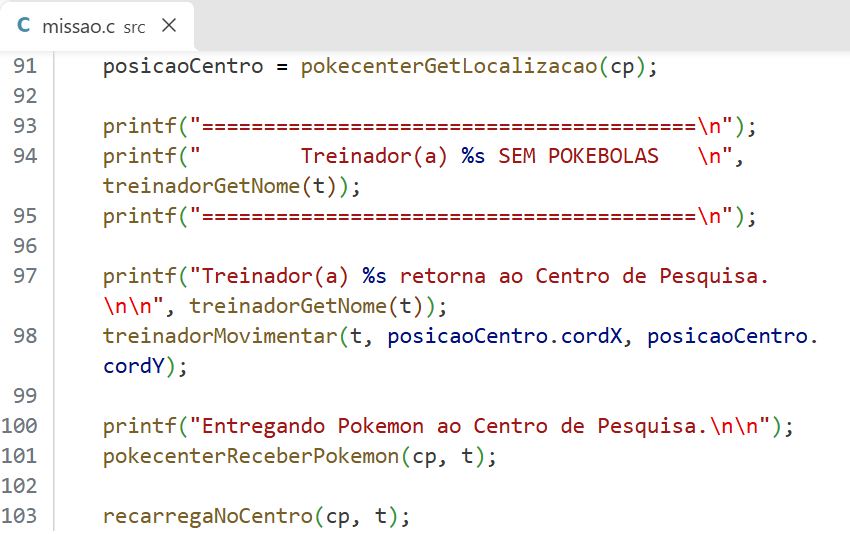 C missao.c src ×
91 posicaoCentro = pokecenterGetLocalizacao(cp);
92
93 printf("========================================\n");
94 printf("        Treinador(a) %s SEM POKEBOLAS   \n",
treinadorGetNome(t));
95 printf("========================================\n");
96
97 printf("Treinador(a) %s retorna ao Centro de Pesquisa.
\n\n", treinadorGetNome(t));
98 treinadorMovimentar(t, posicaoCentro.cordX, posicaoCentro.
cordY);
99
100 printf("Entregando Pokemon ao Centro de Pesquisa.\n\n");
101 pokecenterReceberPokemon(cp, t);
102
103 recarregaNoCentro(cp, t);